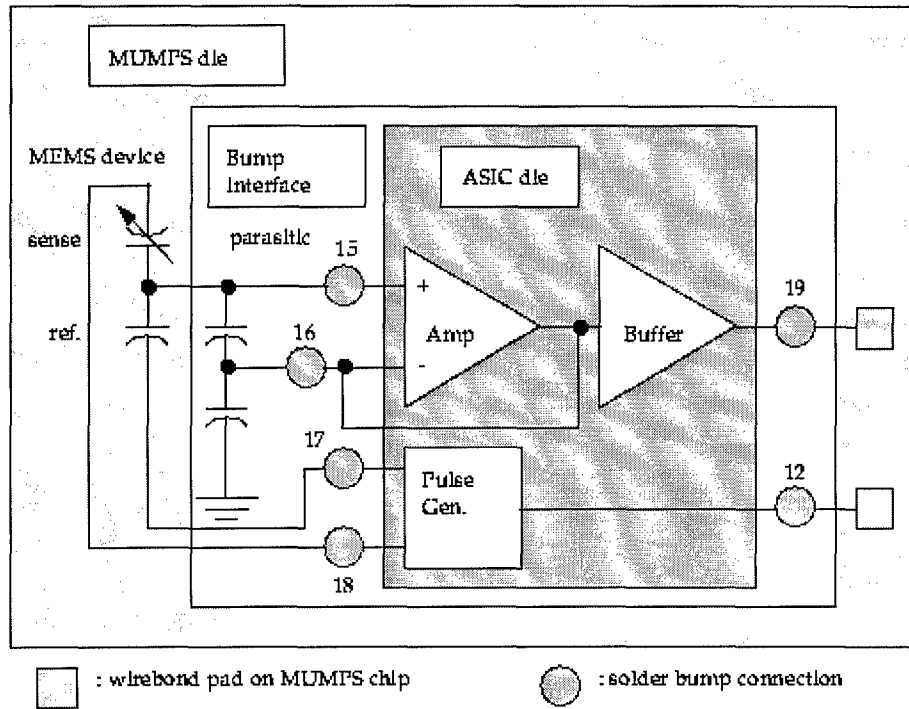 MUMPS die
MEMS device
Bump
Interface
ASIC die
sense
parasitic
15
+
19
ref.
16
Amp
Buffer
-
17
12
Pulse
Gen.
18
: wirebond pad on MUMPS chip
: solder bump connection